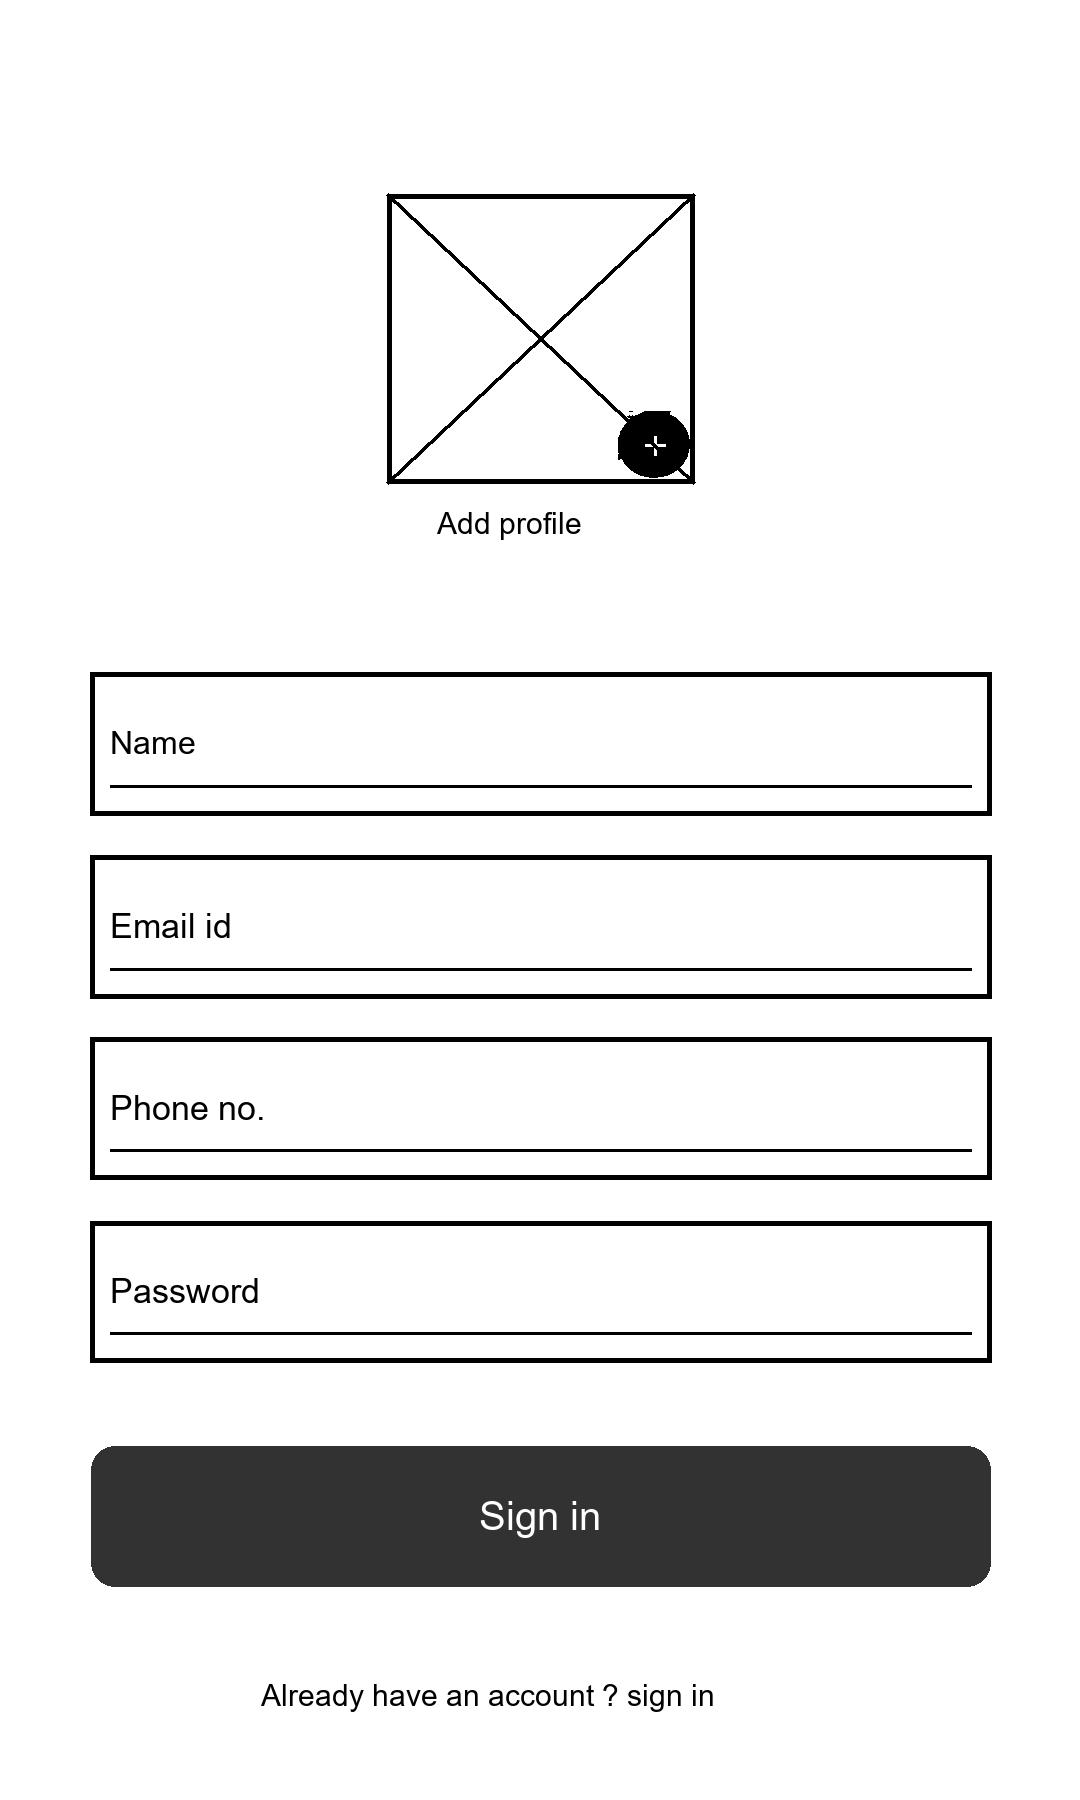 Add profile
Name
Email id
Phone no.
Password
Sign in
Already have an account ? sign in